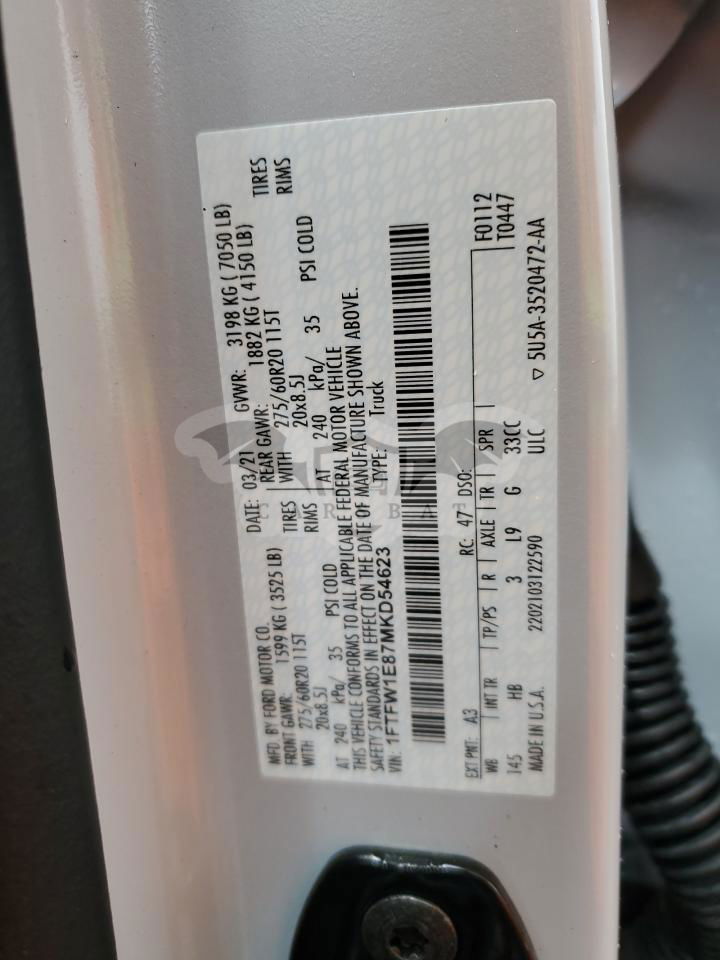 MFD BY FORD MOTOR CO. DATE: 03/21 GVWR: 3198 KG ( 7050 LB)
FRONT GAWR: 1599 KG ( 3525 LB) REAR GAWR: 1882 KG ( 4150 LB)
WITH 275/60R20 115T TIRES WITH 275/60R20 115T TIRES
20x8.5J RIMS 20x8.5J RIMS
AT 240 kPa/ 35 PSI COLD AT 240 kPa/ 35 PSI COLD
THIS VEHICLE CONFORMS TO ALL APPLICABLE FEDERAL MOTOR VEHICLE
SAFETY STANDARDS IN EFFECT ON THE DATE OF MANUFACTURE SHOWN ABOVE.
VIN: 1FTFW1E87MKD54623 TYPE: Truck
EXT PNT: A3 RC: 47 DSO: F0112
WB INT TR TP/PS R AXLE TR SPR T0447
145 HB 3 L9 G 33CC
MADE IN U.S.A. 22021031​22590 ULC ▽ 5U5A-3520472-AA
CAR BAT